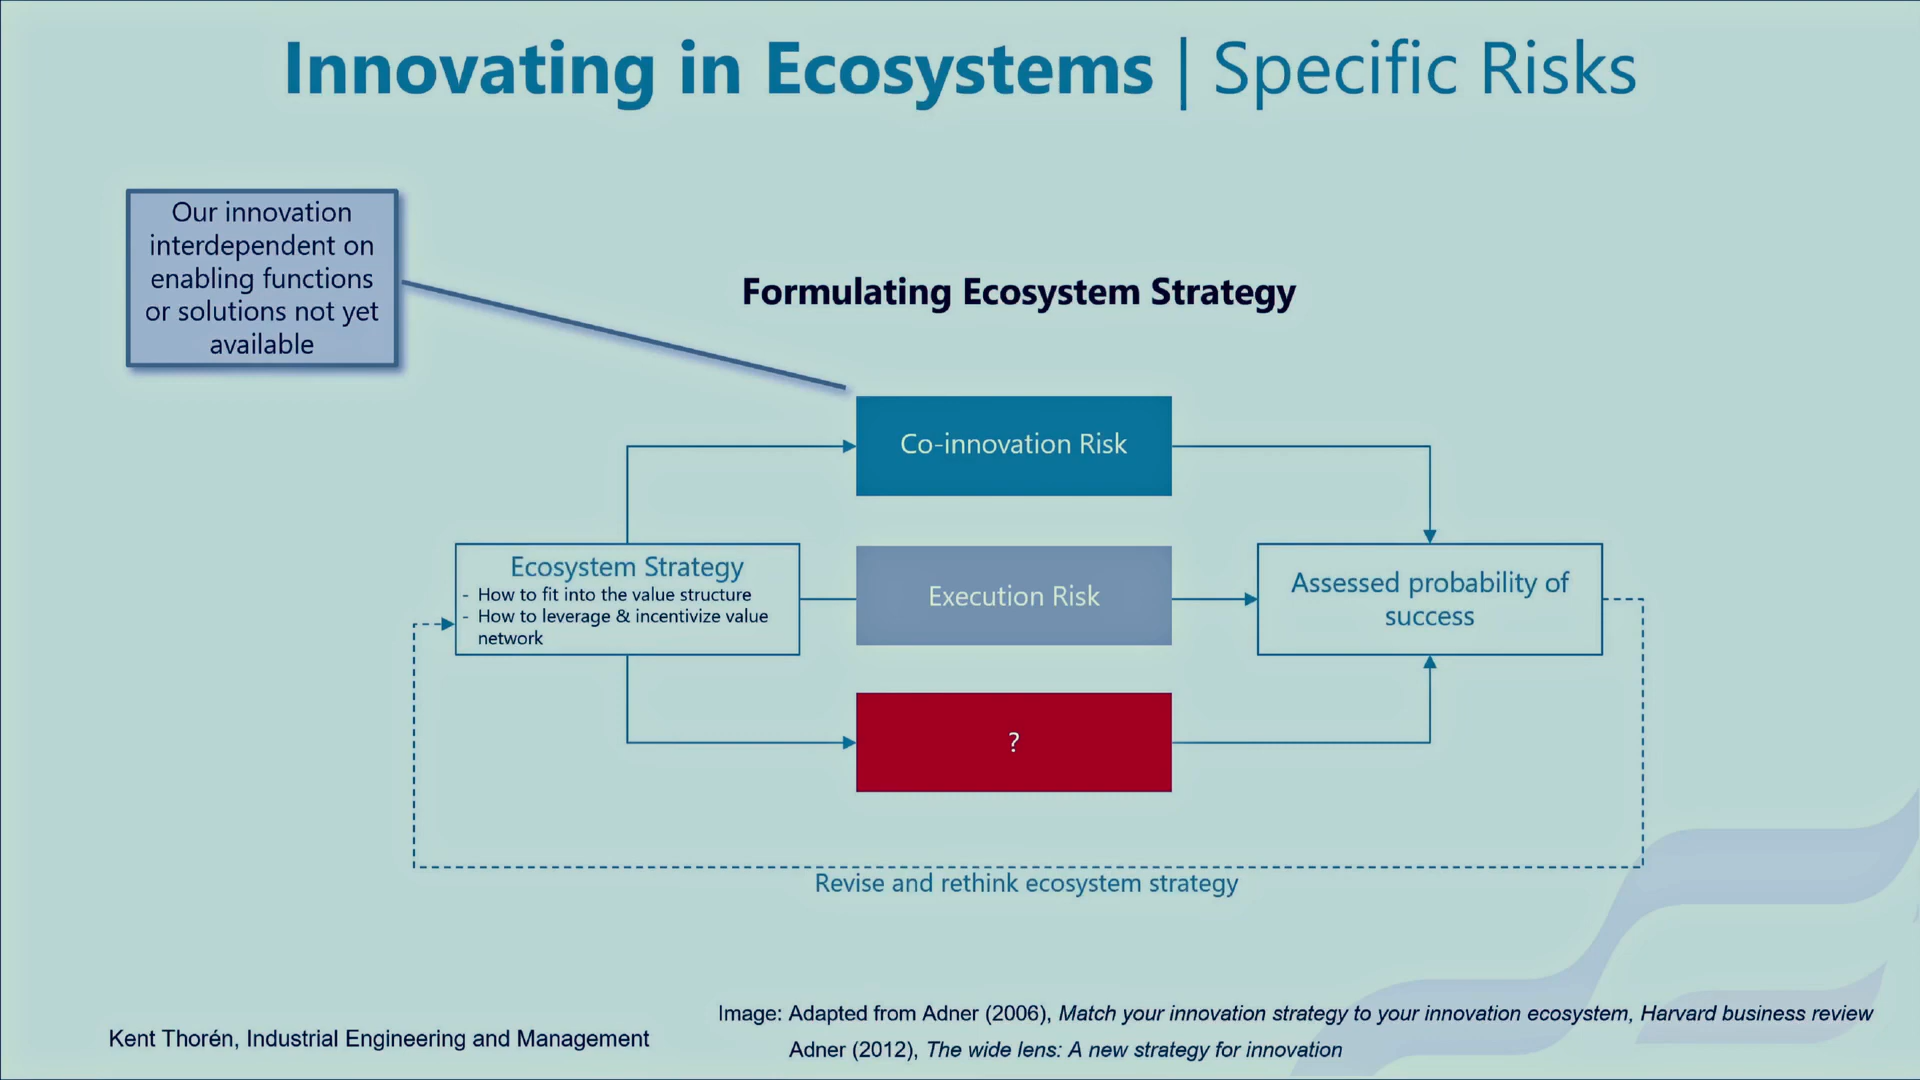 Innovating in Ecosystems | Specific Risks
Our innovation
interdependent on
enabling functions
or solutions not yet
available
Formulating Ecosystem Strategy
Co-innovation Risk
Ecosystem Strategy
- How to fit into the value structure
- How to leverage & incentivize value
network
Execution Risk
Assessed probability of
success
?
Revise and rethink ecosystem strategy
Kent Thorén, Industrial Engineering and Management
Image: Adapted from Adner (2006), Match your innovation strategy to your innovation ecosystem, Harvard business review
Adner (2012), The wide lens: A new strategy for innovation